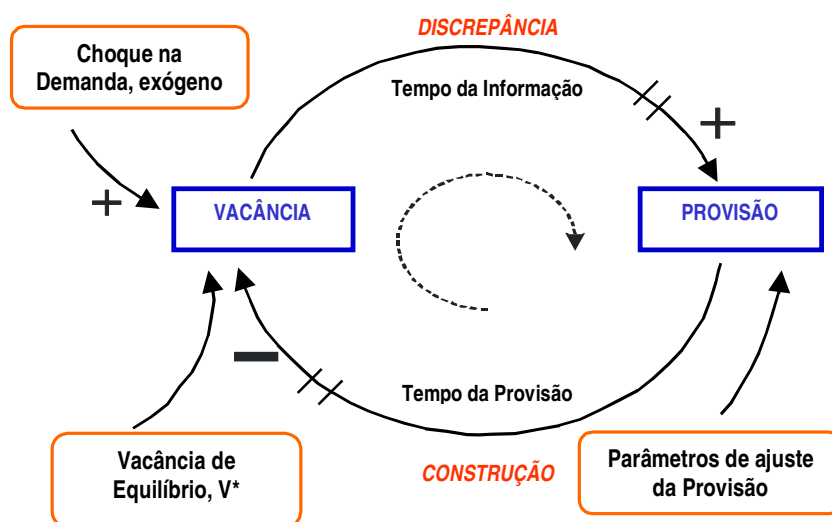 DISCREPÂNCIA
Choque na
Demanda, exógeno
Tempo da Informação
+
+
VACÂNCIA
PROVISÃO
−
Tempo da Provisão
Vacância de
Equilíbrio, V*
CONSTRUÇÃO
Parâmetros de ajuste
da Provisão